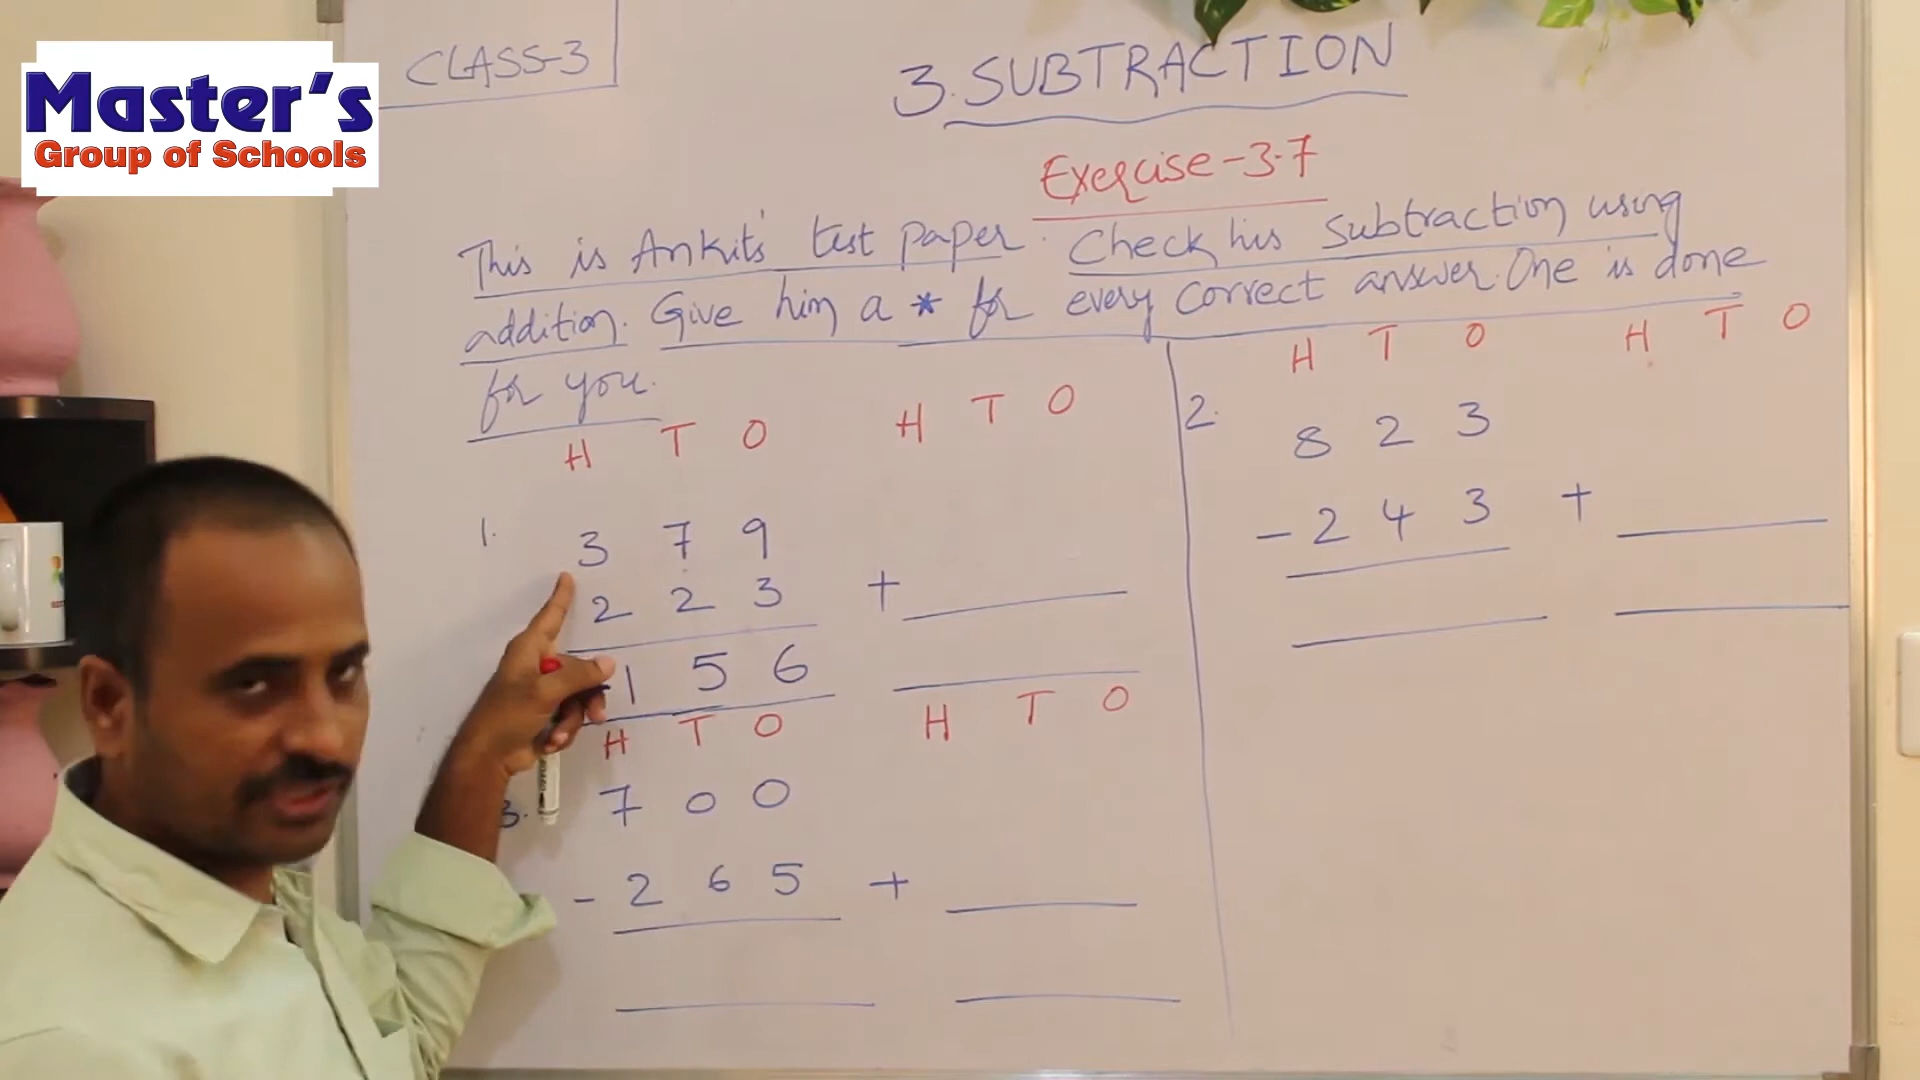 Master's
Group of Schools
CLASS-3
3. SUBTRACTION
Exercise-3.7
This is Ankit's test paper. Check his subtraction using
addition. Give him a * for every correct answer. One is done
for you.
H T O H T O
1. 3 7 9
2 2 3 +
1 5 6
H T O H T O
3. 7 0 0
- 2 6 5 +
H T O H T O
2. 8 2 3
- 2 4 3 +